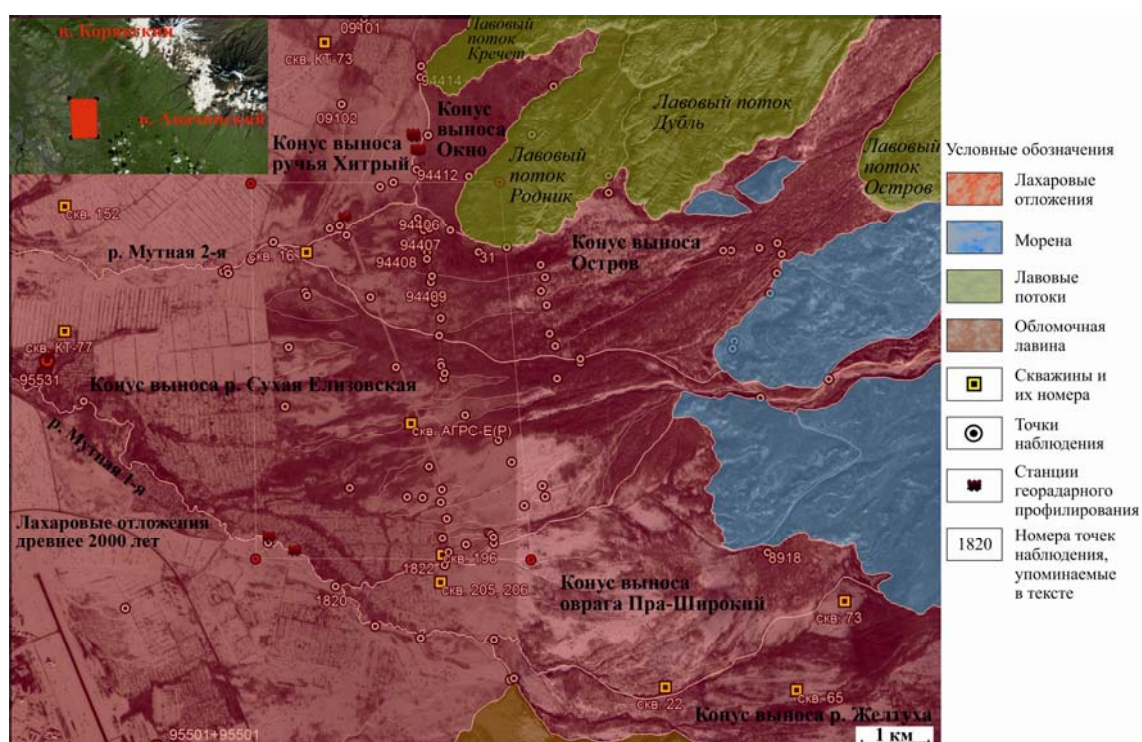 в. Корякский
в. Авачинский
09101
скв. КТ-73
Лавовый
поток
Кречет
94414
09102
Конус
выноса
Окно
Конус выноса
ручья Хитрый
Лавовый поток
Дубль
Лавовый
поток
Родник
Лавовый
поток
Остров
94412
скв. 152
94406
р. Мутная 2-я
скв. 16
94407
94408
31
Конус выноса
Остров
94409
скв. КТ-77
95531
Конус выноса р. Сухая Елизовская
скв. АГРС-Е(Р)
р. Мутная 1-я
Лахаровые отложения
древнее 2000 лет
скв. 196
1822
8918
1820
скв. 205, 206
Конус выноса
оврага Пра-Широкий
скв. 73
скв. 22
скв. 65
Конус выноса р. Желтуха
95501+95501
1 км
Условные обозначения
Лахаровые
отложения
Морена
Лавовые
потоки
Обломочная
лавина
Скважины и
их номера
Точки
наблюдения
Станции
георадарного
профилирования
1820
Номера точек
наблюдения,
упоминаемые
в тексте